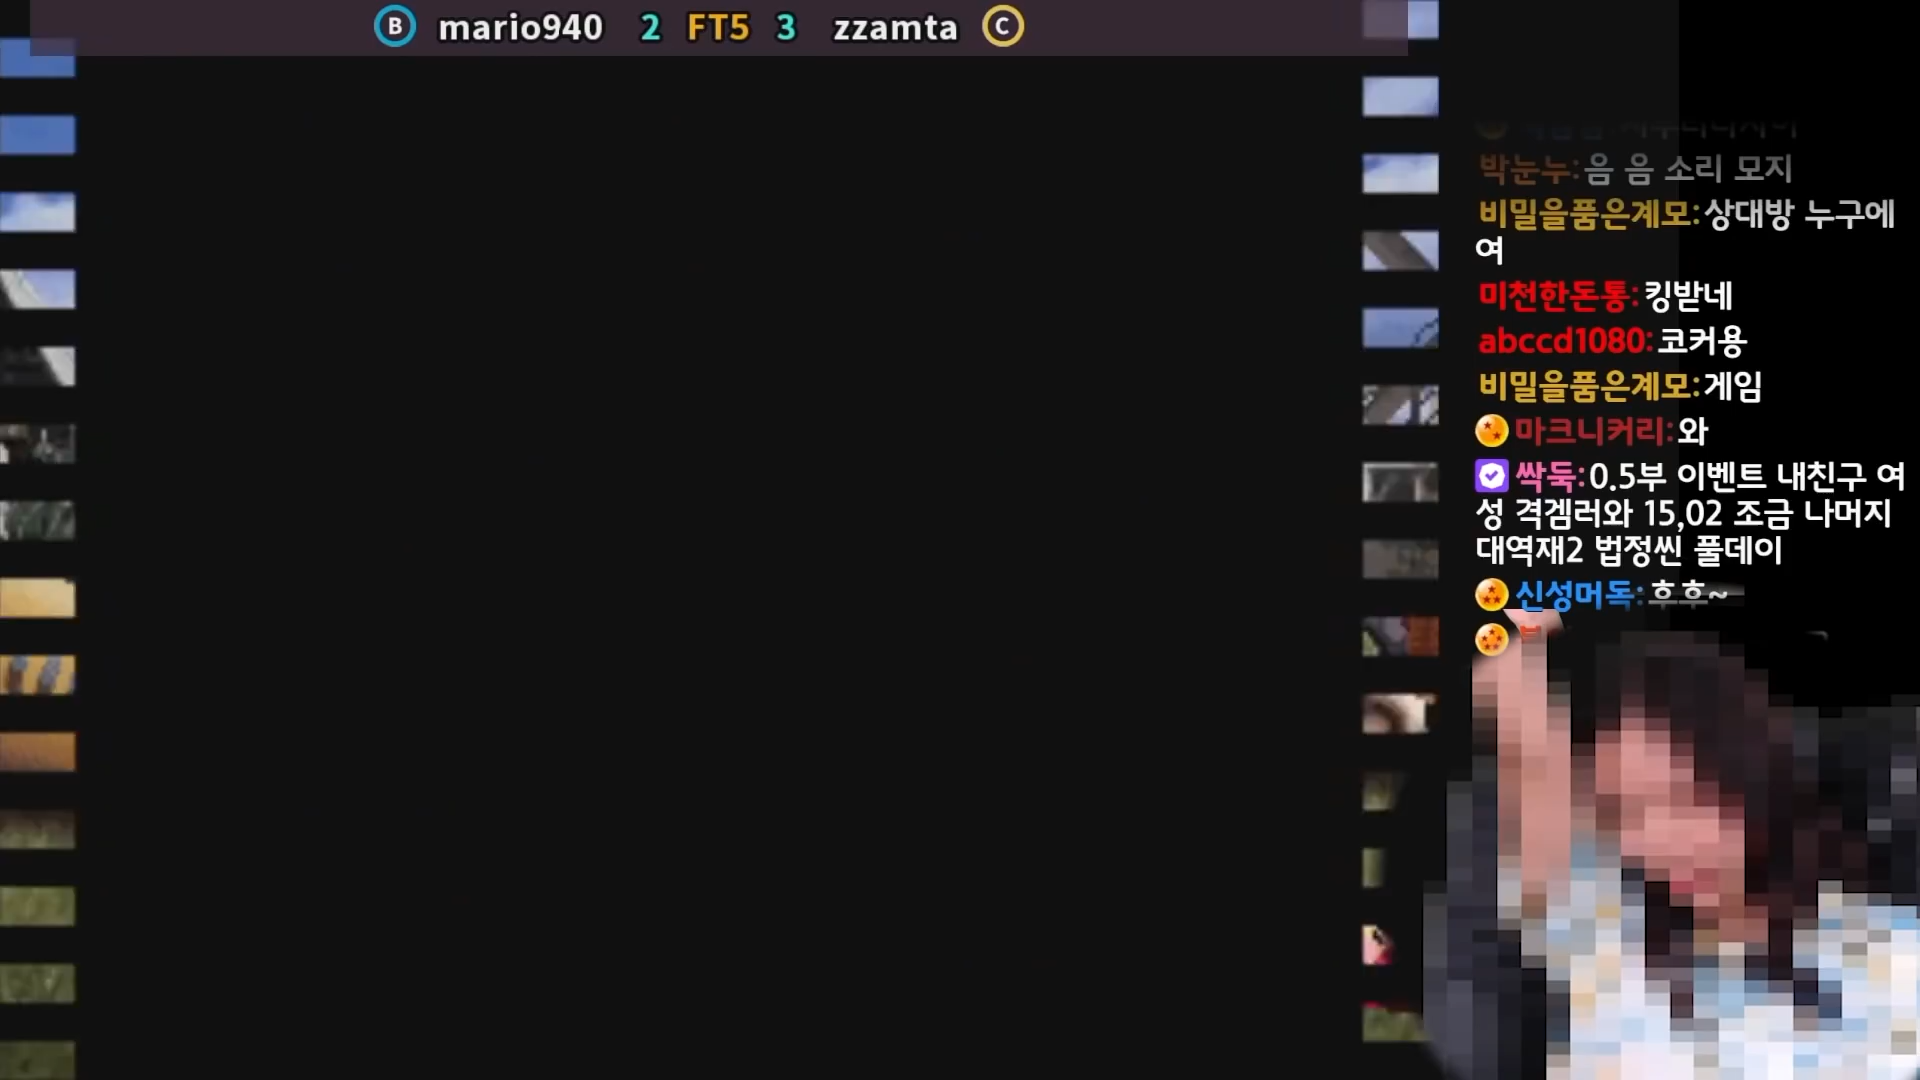 B mario940 2 FT5 3 zzamta C
박눈누:음 음 소리 모지
비밀을품은계모:상대방 누구에
여
미천한돈통:킹받네
abccd1080:코커용
비밀을품은계모:게임
마크니커리:와
싹둑:0.5부 이벤트 내친구 여
성 격겜러와 15,02 조금 나머지
대역재2 법정씬 풀데이
신성머독:후후~